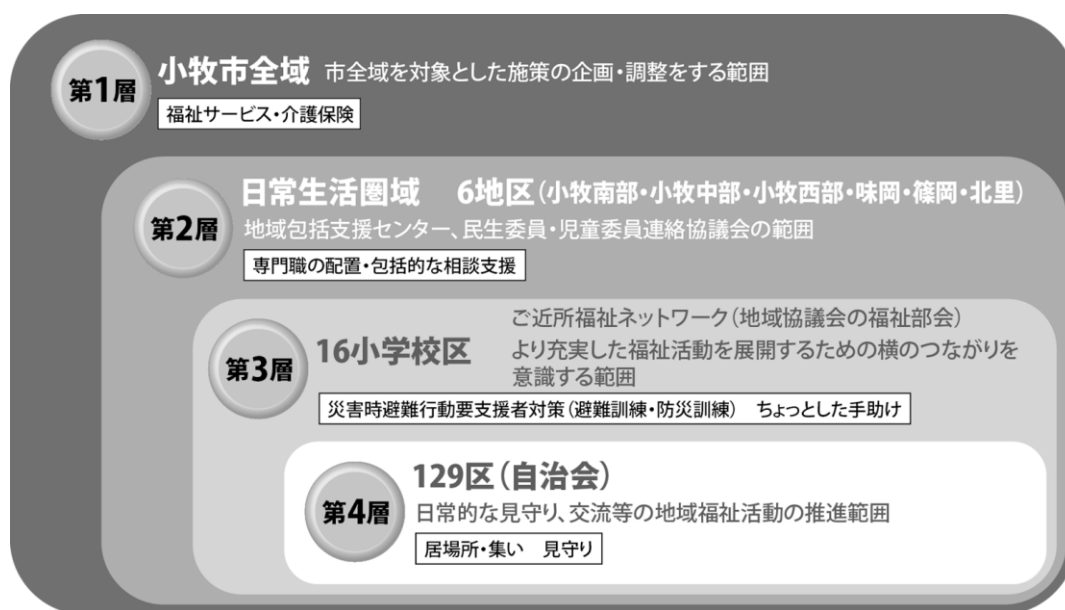 第1層
小牧市全域 市全域を対象とした施策の企画・調整をする範囲
福祉サービス・介護保険
第2層
日常生活圏域 6地区(小牧南部・小牧中部・小牧西部・味岡・篠岡・北里)
地域包括支援センター、民生委員・児童委員連絡協議会の範囲
専門職の配置・包括的な相談支援
第3層
16小学校区
ご近所福祉ネットワーク(地域協議会の福祉部会)
より充実した福祉活動を展開するための横のつながりを
意識する範囲
災害時避難行動要支援者対策(避難訓練・防災訓練) ちょっとした手助け
第4層
129区(自治会)
日常的な見守り、交流等の地域福祉活動の推進範囲
居場所・集い 見守り